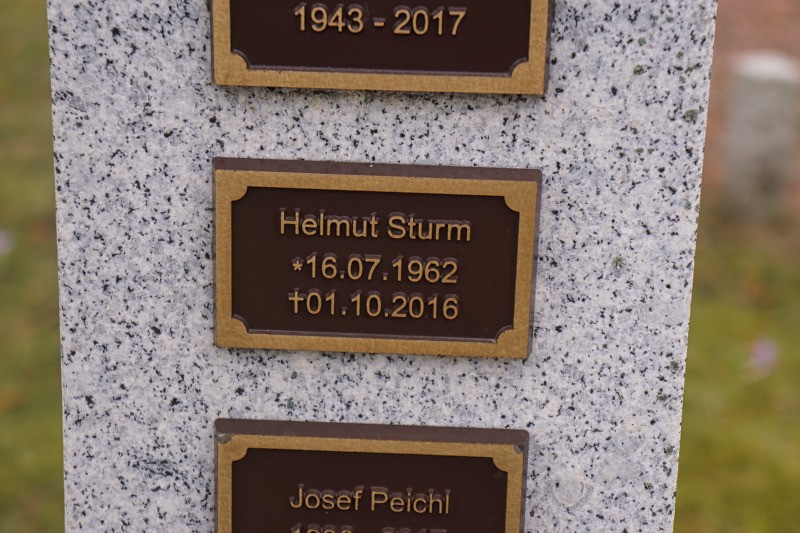 1943 - 2017
Helmut Sturm
*16.07.1962
†01.10.2016
Josef Peichl